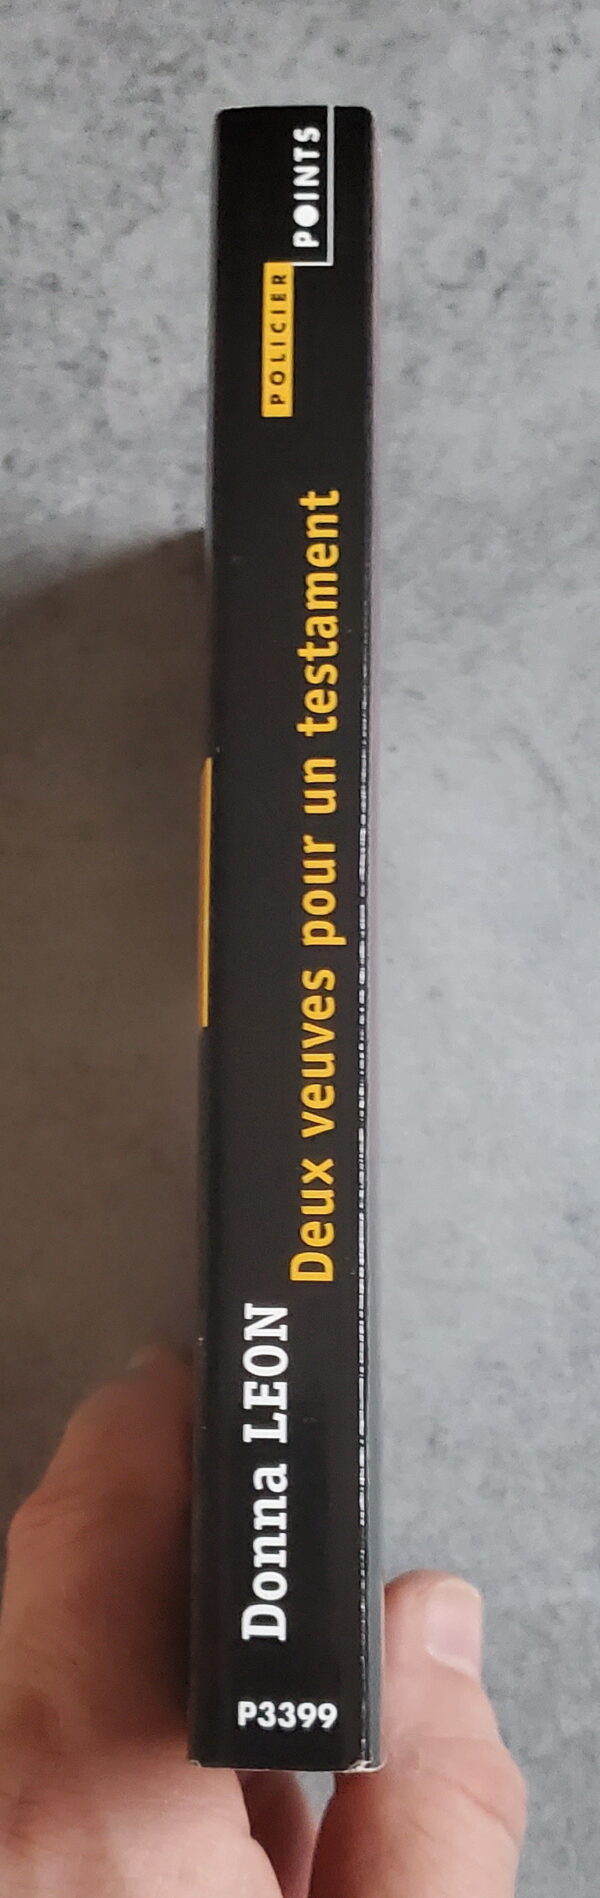 Donna LEON
Deux veuves pour un testament
POLICIER
POINTS
P3399